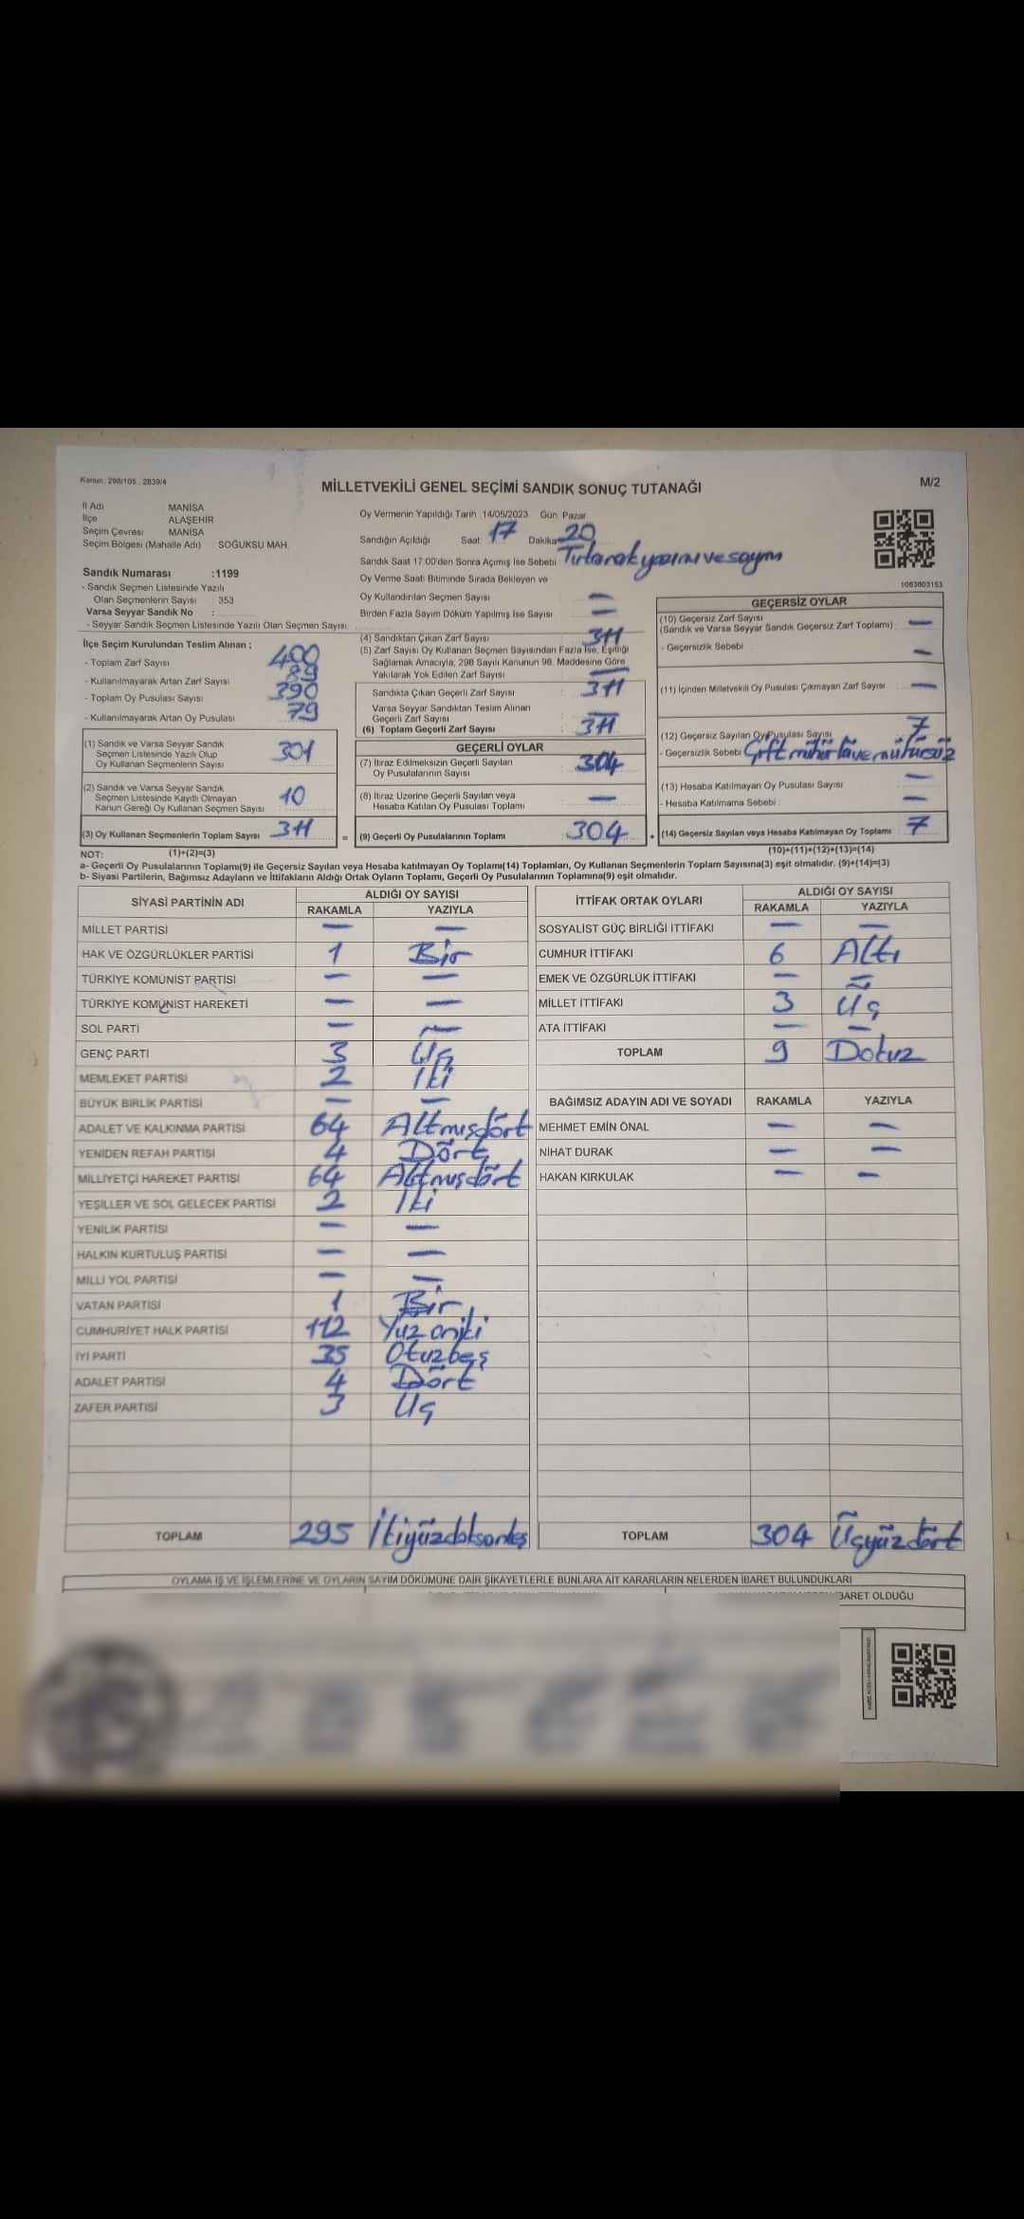 Kanun: 298/105 , 2839/4
MİLLETVEKİLİ GENEL SEÇİMİ SANDIK SONUÇ TUTANAĞI
M/2
İl Adı MANİSA
İlçe ALAŞEHİR
Seçim Çevresi MANİSA
Seçim Bölgesi (Mahalle Adı) : SOĞUKSU MAH.
Oy Vermenin Yapıldığı Tarih :14/05/2023 Gün: Pazar
Sandığın Açıldığı Saat: 17 Dakika: 20
Sandık Saat 17:00'den Sonra Açımış İse Sebebi Tutanak yazımı ve sayım
Oy Verme Saati Bitiminde Sırada Bekleyen ve
Oy Kullandırılan Seçmen Sayısı —
Birden Fazla Sayım Döküm Yapılmış İse Sayısı —
1083003153
Sandık Numarası :1199
- Sandık Seçmen Listesinde Yazılı
Olan Seçmenlerin Sayısı : 353
Varsa Seyyar Sandık No :
- Seyyar Sandık Seçmen Listesinde Yazılı Olan Seçmen Sayısı:
İlçe Seçim Kurulundan Teslim Alınan ;
- Toplam Zarf Sayısı 400
- Kullanılmayarak Artan Zarf Sayısı 89
- Toplam Oy Pusulası Sayısı 390
- Kullanılmayarak Artan Oy Pusulası 79
(1) Sandık ve Varsa Seyyar Sandık
Seçmen Listesinde Yazılı Olup
Oy Kullanan Seçmenlerin Sayısı 301
(2) Sandık ve Varsa Seyyar Sandık
Seçmen Listesinde Kayıtlı Olmayan
Kanun Gereği Oy Kullanan Seçmen Sayısı 10
(3) Oy Kullanan Seçmenlerin Toplam Sayısı 311 =
(1)+(2)=(3)
(4) Sandıktan Çıkan Zarf Sayısı 311
(5) Zarf Sayısı Oy Kullanan Seçmen Sayısından Fazla İse, Eşitliği
Sağlamak Amacıyla, 298 Sayılı Kanunun 98. Maddesine Göre
Yakılarak Yok Edilen Zarf Sayısı —
Sandıkta Çıkan Geçerli Zarf Sayısı 311
Varsa Seyyar Sandıktan Teslim Alınan
Geçerli Zarf Sayısı —
(6) Toplam Geçerli Zarf Sayısı 311
GEÇERLİ OYLAR
(7) İtiraz Edilmeksizin Geçerli Sayılan
Oy Pusulalarının Sayısı 304
(8) İtiraz Üzerine Geçerli Sayılan veya
Hesaba Katılan Oy Pusulası Toplamı —
(9) Geçerli Oy Pusulalarının Toplamı 304 +
GEÇERSİZ OYLAR
(10) Geçersiz Zarf Sayısı
(Sandık ve Varsa Seyyar Sandık Geçersiz Zarf Toplamı) : —
- Geçersizlik Sebebi —
(11) İçinden Milletvekili Oy Pusulası Çıkmayan Zarf Sayısı —
(12) Geçersiz Sayılan Oy Pusulası Sayısı 7
- Geçersizlik Sebebi Çift mühürlü ve mühürsüz
(13) Hesaba Katılmayan Oy Pusulası Sayısı —
- Hesaba Katılmama Sebebi : —
(14) Geçersiz Sayılan veya Hesaba Katılmayan Oy Toplamı 7
(10)+(11)+(12)+(13)=(14)
NOT:
a- Geçerli Oy Pusulalarının Toplam(9) ile Geçersiz Sayılan veya Hesaba katılmayan Oy Toplamı(14) Toplamları, Oy Kullanan Seçmenlerin Toplam Sayısına(3) eşit olmalıdır. (9)+(14)=(3)
b- Siyasi Partilerin, Bağımsız Adayların ve İttifakların Aldığı Ortak Oyların Toplamı, Geçerli Oy Pusulalarının Toplamına(9) eşit olmalıdır.
SİYASİ PARTİNİN ADI ALDIĞI OY SAYISI
RAKAMLA YAZIYLA
MİLLET PARTİSİ — —
HAK VE ÖZGÜRLÜKLER PARTİSİ 1 Bir
TÜRKİYE KOMÜNİST PARTİSİ — —
TÜRKİYE KOMÜNİST HAREKETİ — —
SOL PARTİ — —
GENÇ PARTİ 3 Üç
MEMLEKET PARTİSİ 2 İki
BÜYÜK BİRLİK PARTİSİ — —
ADALET VE KALKINMA PARTİSİ 64 Altmışdört
YENİDEN REFAH PARTİSİ 4 Dört
MİLLİYETÇİ HAREKET PARTİSİ 64 Altmışdört
YEŞİLLER VE SOL GELECEK PARTİSİ 2 İki
YENİLİK PARTİSİ — —
HALKIN KURTULUŞ PARTİSİ — —
MİLLİ YOL PARTİSİ — —
VATAN PARTİSİ 1 Bir
CUMHURİYET HALK PARTİSİ 112 Yüz oniki
İYİ PARTİ 35 Otuzbeş
ADALET PARTİSİ 4 Dört
ZAFER PARTİSİ 3 Üç
TOPLAM 295 İkiyüzdoksanbeş
İTTİFAK ORTAK OYLARI ALDIĞI OY SAYISI
RAKAMLA YAZIYLA
SOSYALİST GÜÇ BİRLİĞİ İTTİFAKI — —
CUMHUR İTTİFAKI 6 Altı
EMEK VE ÖZGÜRLÜK İTTİFAKI — —
MİLLET İTTİFAKI 3 Üç
ATA İTTİFAKI — —
TOPLAM 9 Dokuz
BAĞIMSIZ ADAYIN ADI VE SOYADI RAKAMLA YAZIYLA
MEHMET EMİN ÖNAL — —
NİHAT DURAK — —
HAKAN KIRKULAK — —
TOPLAM 304 Üçyüzdört
OYLAMA İŞ VE İŞLEMLERİNE VE OYLARIN SAYIM DÖKÜMÜNE DAİR ŞİKAYETLERLE BUNLARA AİT KARARLARIN NELERDEN İBARET BULUNDUKLARI
BARET OLDUĞU